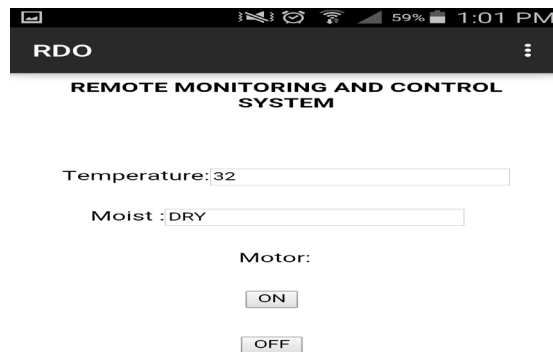 59% 1:01 PM
RDO
REMOTE MONITORING AND CONTROL
SYSTEM
Temperature: 32
Moist : DRY
Motor:
ON
OFF